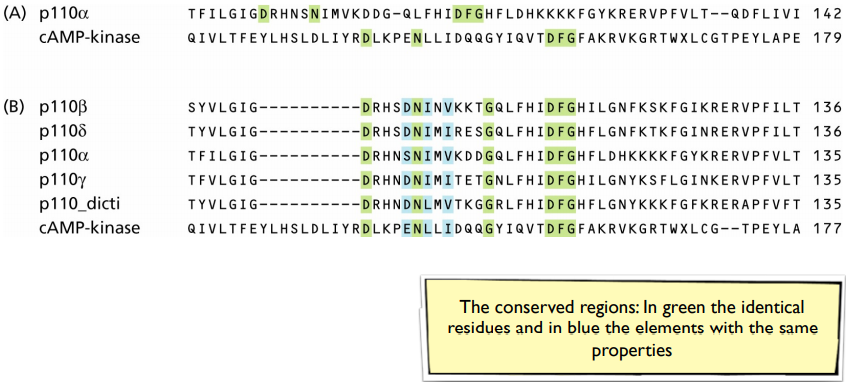 (A) p110α TFILGIGDRHNSNIMVKDDG-QLFHIDFGHFLDHKKKKFGYKRERVPFVLT--QDFLIVI 142
cAMP-kinase QIVLTFEYLHSLDLIYRDLKPENLLIDQQGYIQVTDFGFAKRVKGRTWXLCGTPEYLAPE 179
(B) p110β SYVLGIG----------DRHSDNINVKKTGQLFHIDFGHILGNFKSKFGIKRERVPFILT 136
p110δ TYVLGIG----------DRHSDNIMIRESGQLFHIDFGHFLGNFKTKFGINRERVPFILT 136
p110α TFILGIG----------DRHNSNIMVKDDGQLFHIDFGHFLDHKKKKFGYKRERVPFVLT 135
p110γ TFVLGIG----------DRHNDNIMITETGNLFHIDFGHILGNYKSFLGINKERVPFVLT 135
p110_dicti TYVLGIG----------DRHNDNLMVTKGGRLFHIDFGHFLGNYKKKFGFKRERAPFVFT 135
cAMP-kinase QIVLTFEYLHSLDLIYRDLKPENLLIDQQGYIQVTDFGFAKRVKGRTWXLCG--TPEYLA 177
The conserved regions: In green the identical
residues and in blue the elements with the same
properties